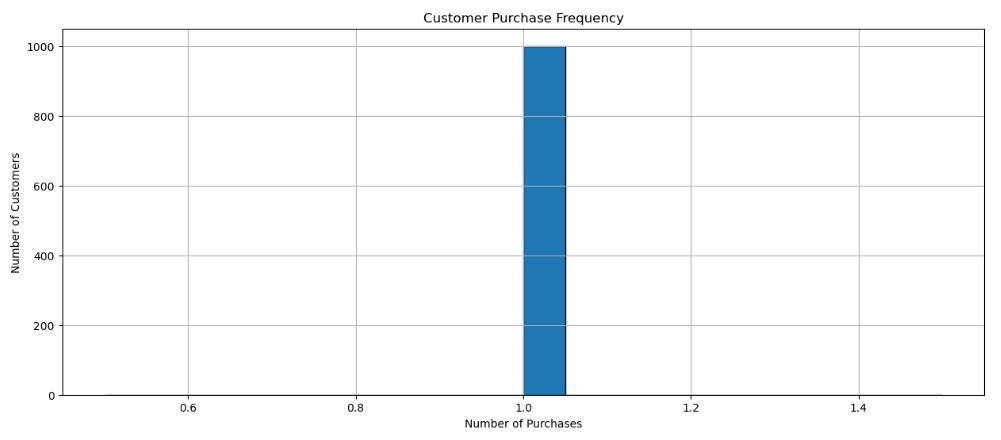 Customer Purchase Frequency
Number of Customers
1000
800
600
400
200
0
0.6 0.8 1.0 1.2 1.4
Number of Purchases